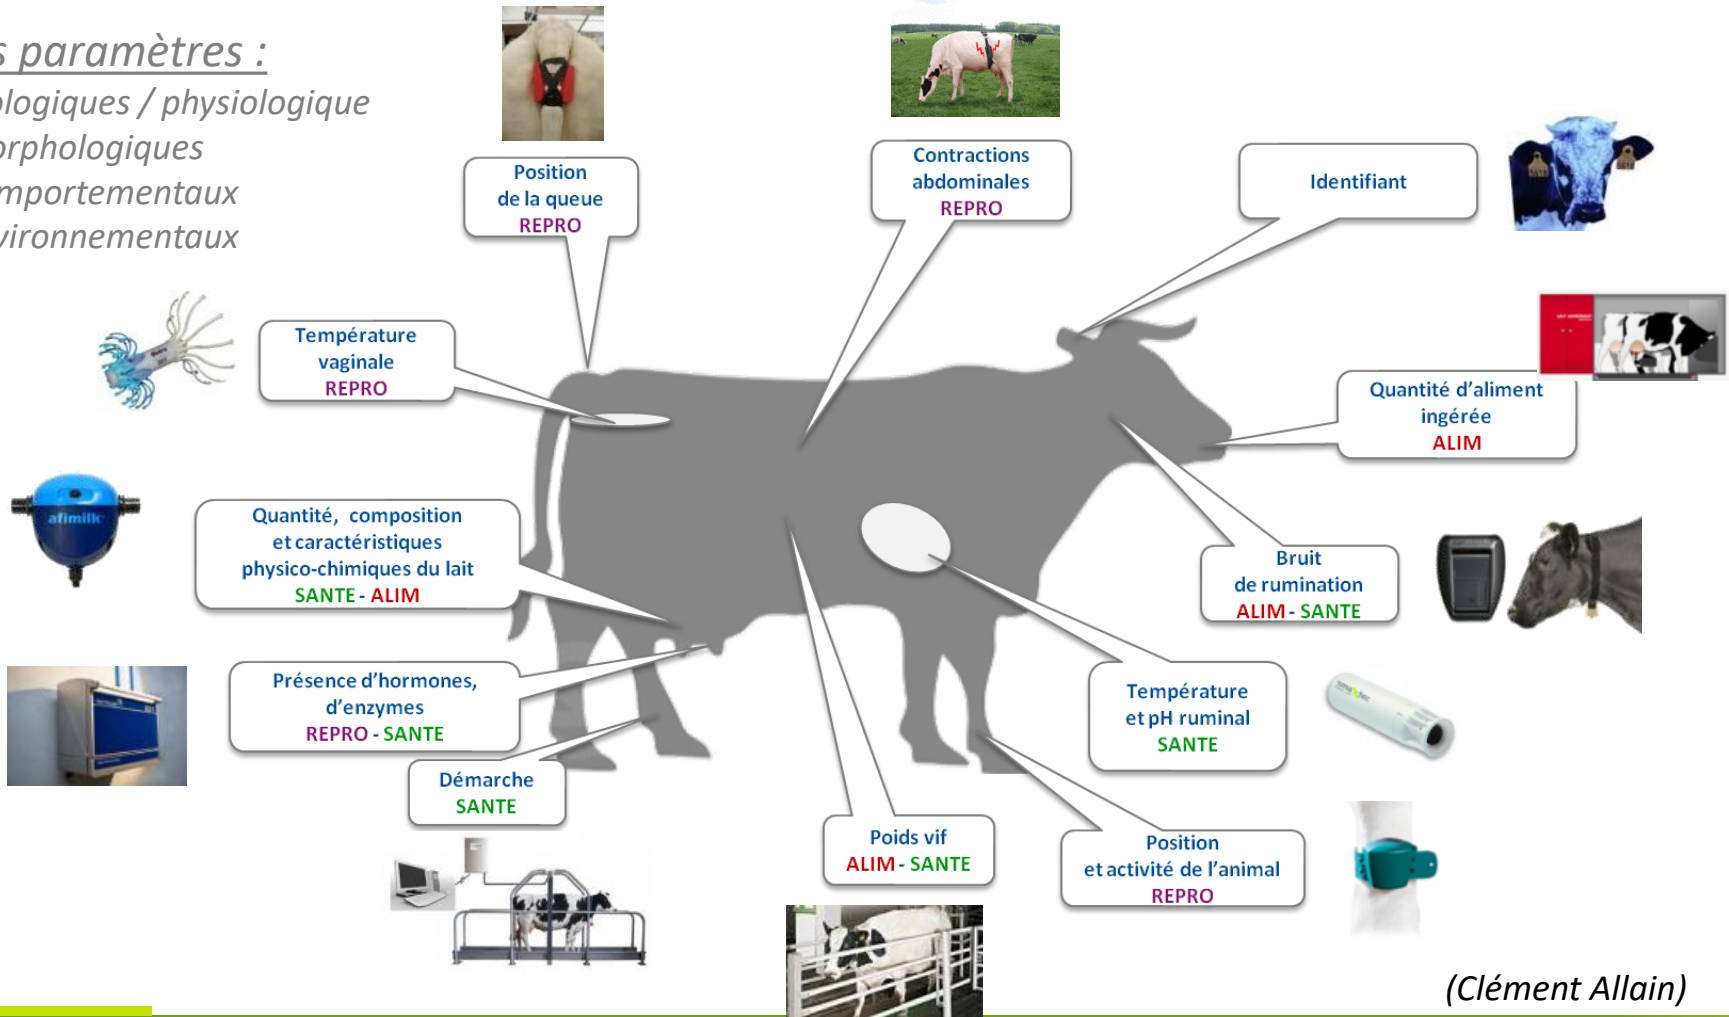 s paramètres :
ologiques / physiologique
orphologiques
mportementaux
vironnementaux
Position
de la queue
REPRO
Contractions
abdominales
REPRO
Identifiant
Température
vaginale
REPRO
Quantité d'aliment
ingérée
ALIM
afimilk
Quantité, composition
et caractéristiques
physico-chimiques du lait
SANTE - ALIM
Bruit
de rumination
ALIM - SANTE
Présence d'hormones,
d'enzymes
REPRO - SANTE
Température
et pH ruminal
SANTE
smaXtec
Démarche
SANTE
Poids vif
ALIM - SANTE
Position
et activité de l'animal
REPRO
(Clément Allain)